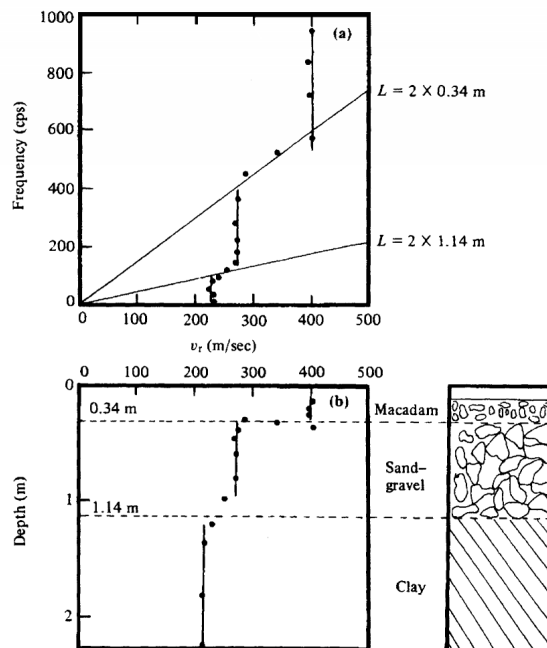 1000
(a)
800
L = 2 × 0.34 m
600
Frequency (cps)
400
L = 2 × 1.14 m
200
0
0 100 200 300 400 500
v_r (m/sec)
0 100 200 300 400 500
0
(b)
0.34 m
Macadam
Sand-
gravel
1
1.14 m
Depth (m)
Clay
2